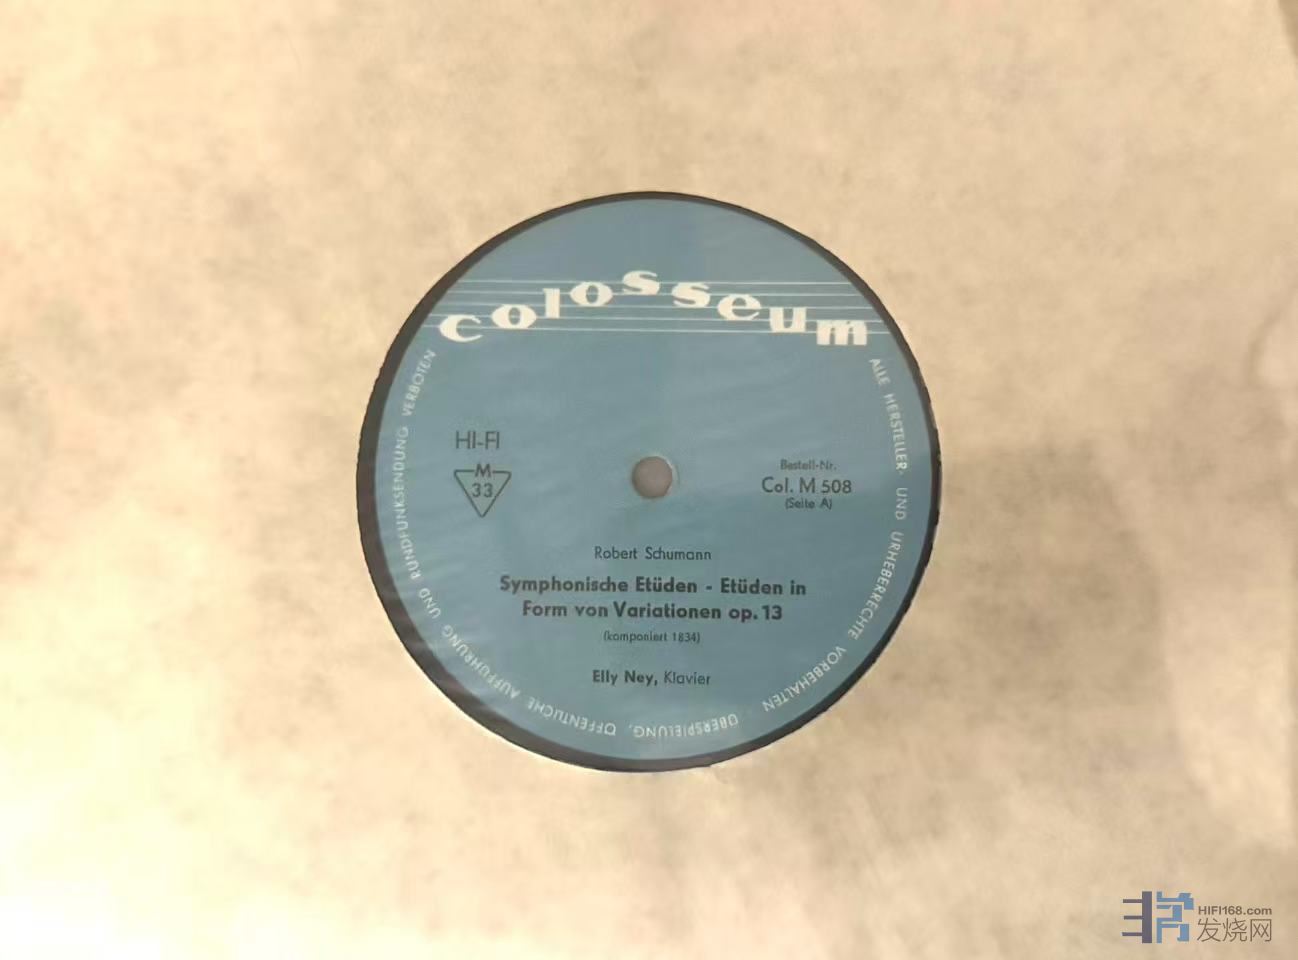 colosseum
HI-FI
M
33
Bestell-Nr.
Col. M 508
(Seite A)
Robert Schumann
Symphonische Etüden - Etüden in
Form von Variationen op. 13
(komponiert 1834)
Elly Ney, Klavier
ALLE HERSTELLER- UND URHEBERRECHTE VORBEHALTEN · ÜBERSPIELUNG, ÖFFENTLICHE AUFFÜHRUNG UND RUNDFUNKSENDUNG VERBOTEN
HIFI168.com
发烧网